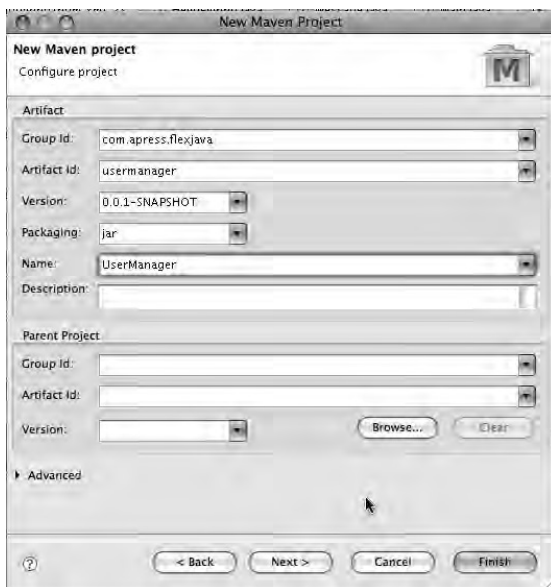 New Maven Project
New Maven project
Configure project
M
Artifact
Group Id: com.apress.flexjava
Artifact Id: usermanager
Version: 0.0.1-SNAPSHOT
Packaging: jar
Name: UserManager
Description:
Parent Project
Group Id:
Artifact Id:
Version: Browse... Clear
Advanced
? < Back Next > Cancel Finish